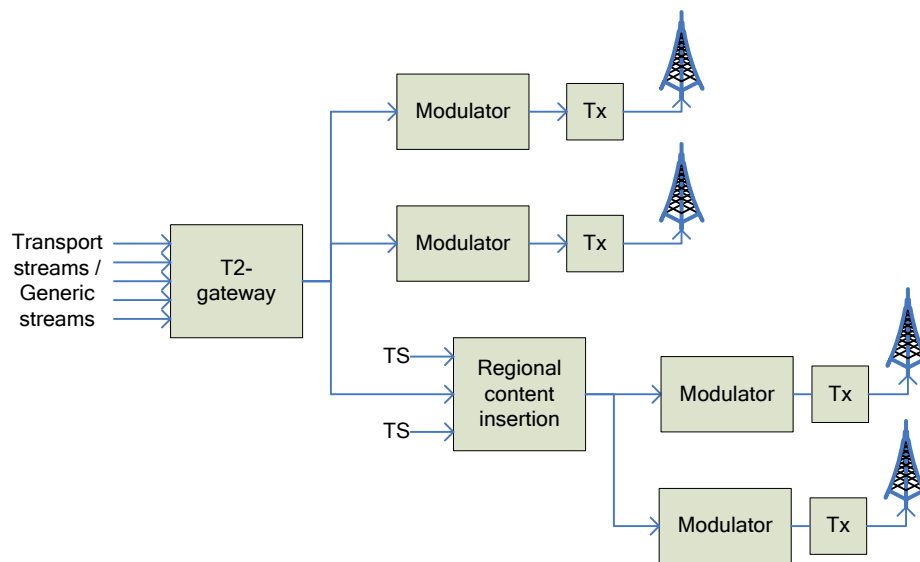 Modulator
Tx
Modulator
Tx
Transport
streams /
Generic
streams
T2-
gateway
TS
TS
Regional
content
insertion
Modulator
Tx
Modulator
Tx